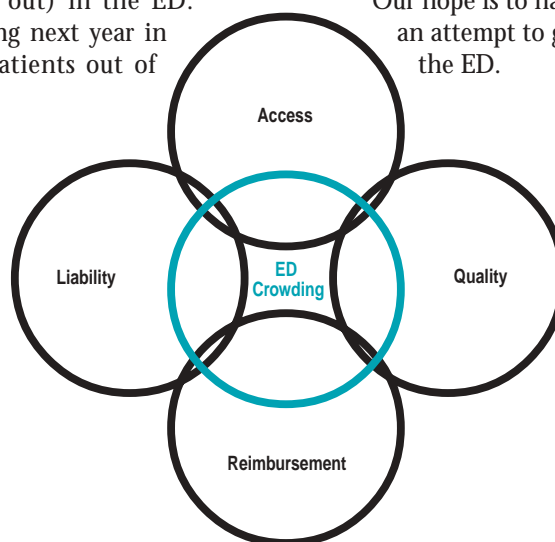 out) in the ED.
ng next year in
atients out of
Our hope is to
an attempt to
the ED.
Access
Liability
ED
Crowding
Quality
Reimbursement